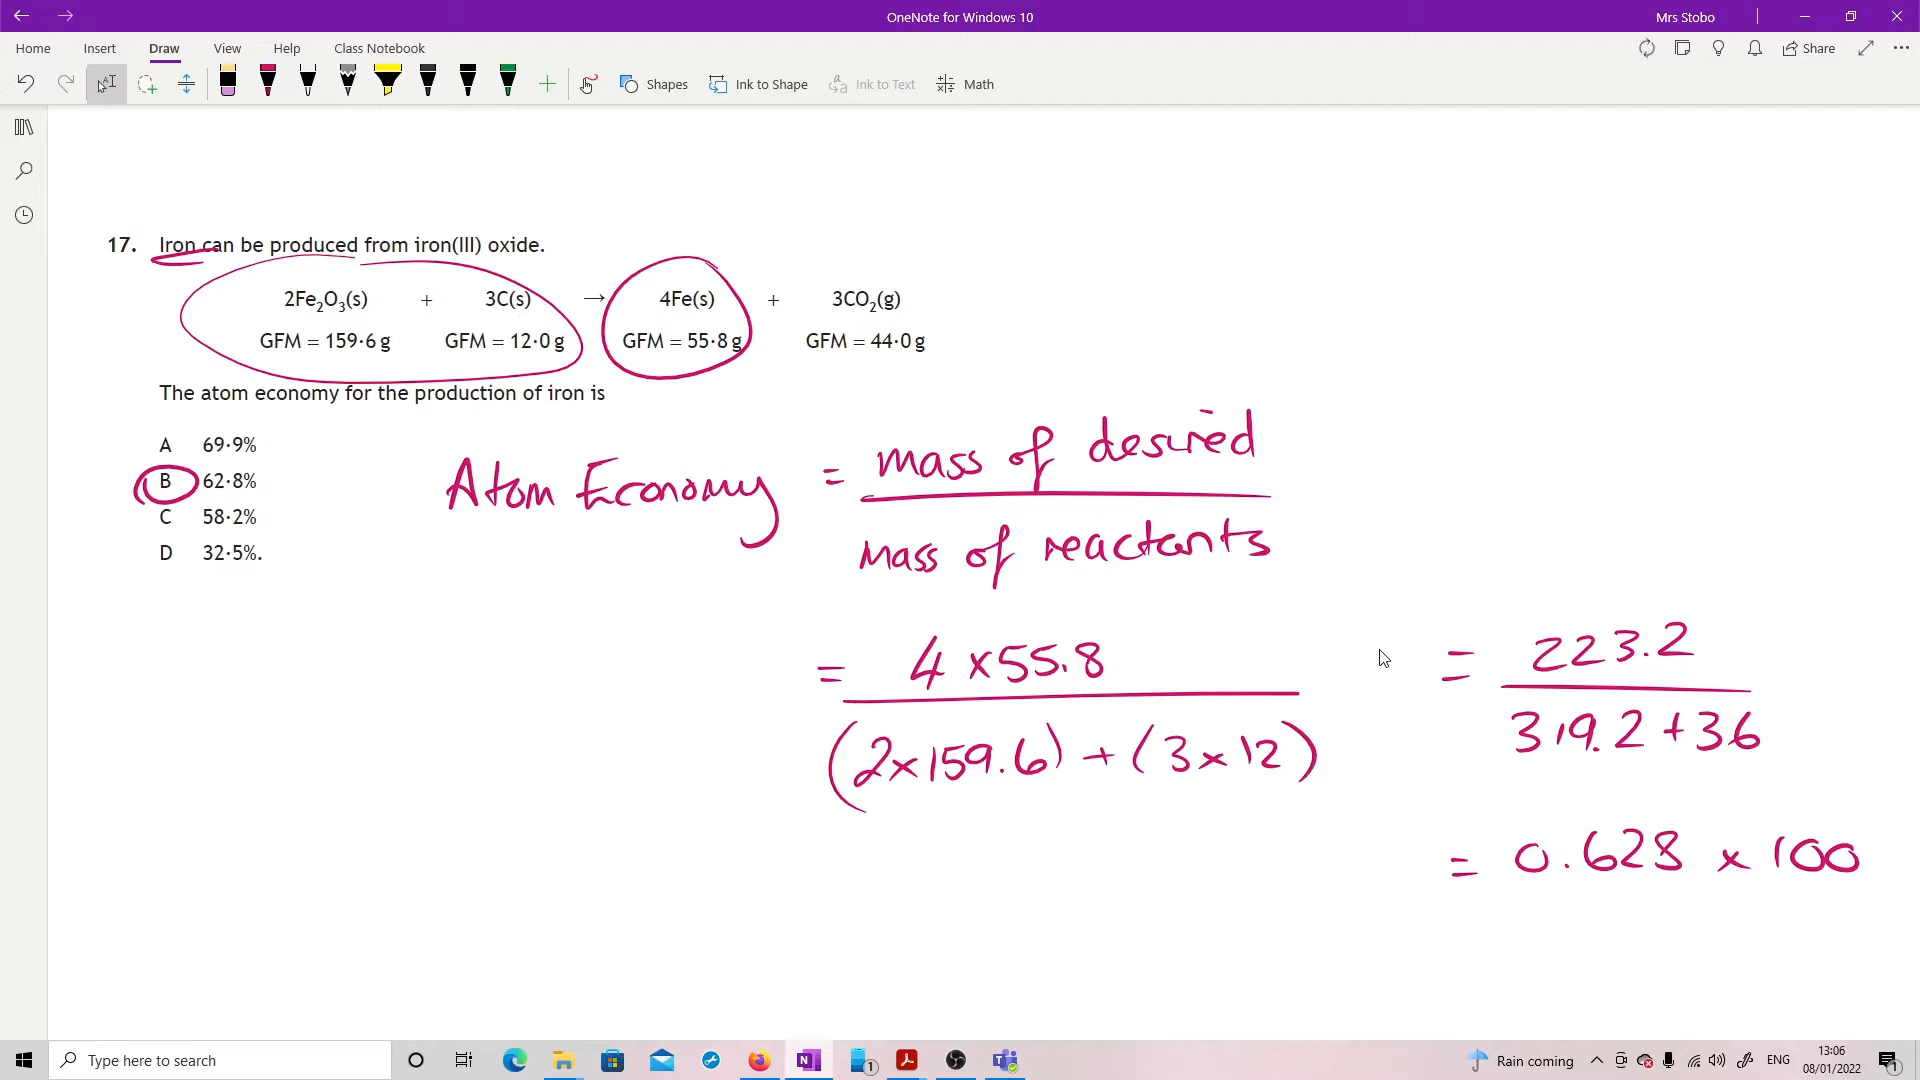 OneNote for Windows 10
Mrs Stobo
Home Insert Draw View Help Class Notebook
Share
Shapes Ink to Shape Ink to Text Math
17. Iron can be produced from iron(III) oxide.
2Fe₂O₃(s) + 3C(s) → 4Fe(s) + 3CO₂(g)
GFM = 159·6 g GFM = 12·0 g GFM = 55·8 g GFM = 44·0 g
The atom economy for the production of iron is
A 69·9%
B 62·8%
C 58·2%
D 32·5%.
Atom Economy = mass of desired
mass of reactants
= 4 x 55.8
(2x159.6) + (3 x 12)
= 223.2
319.2 + 36
= 0.628 x 100
Type here to search
Rain coming
ENG
13:06
08/01/2022